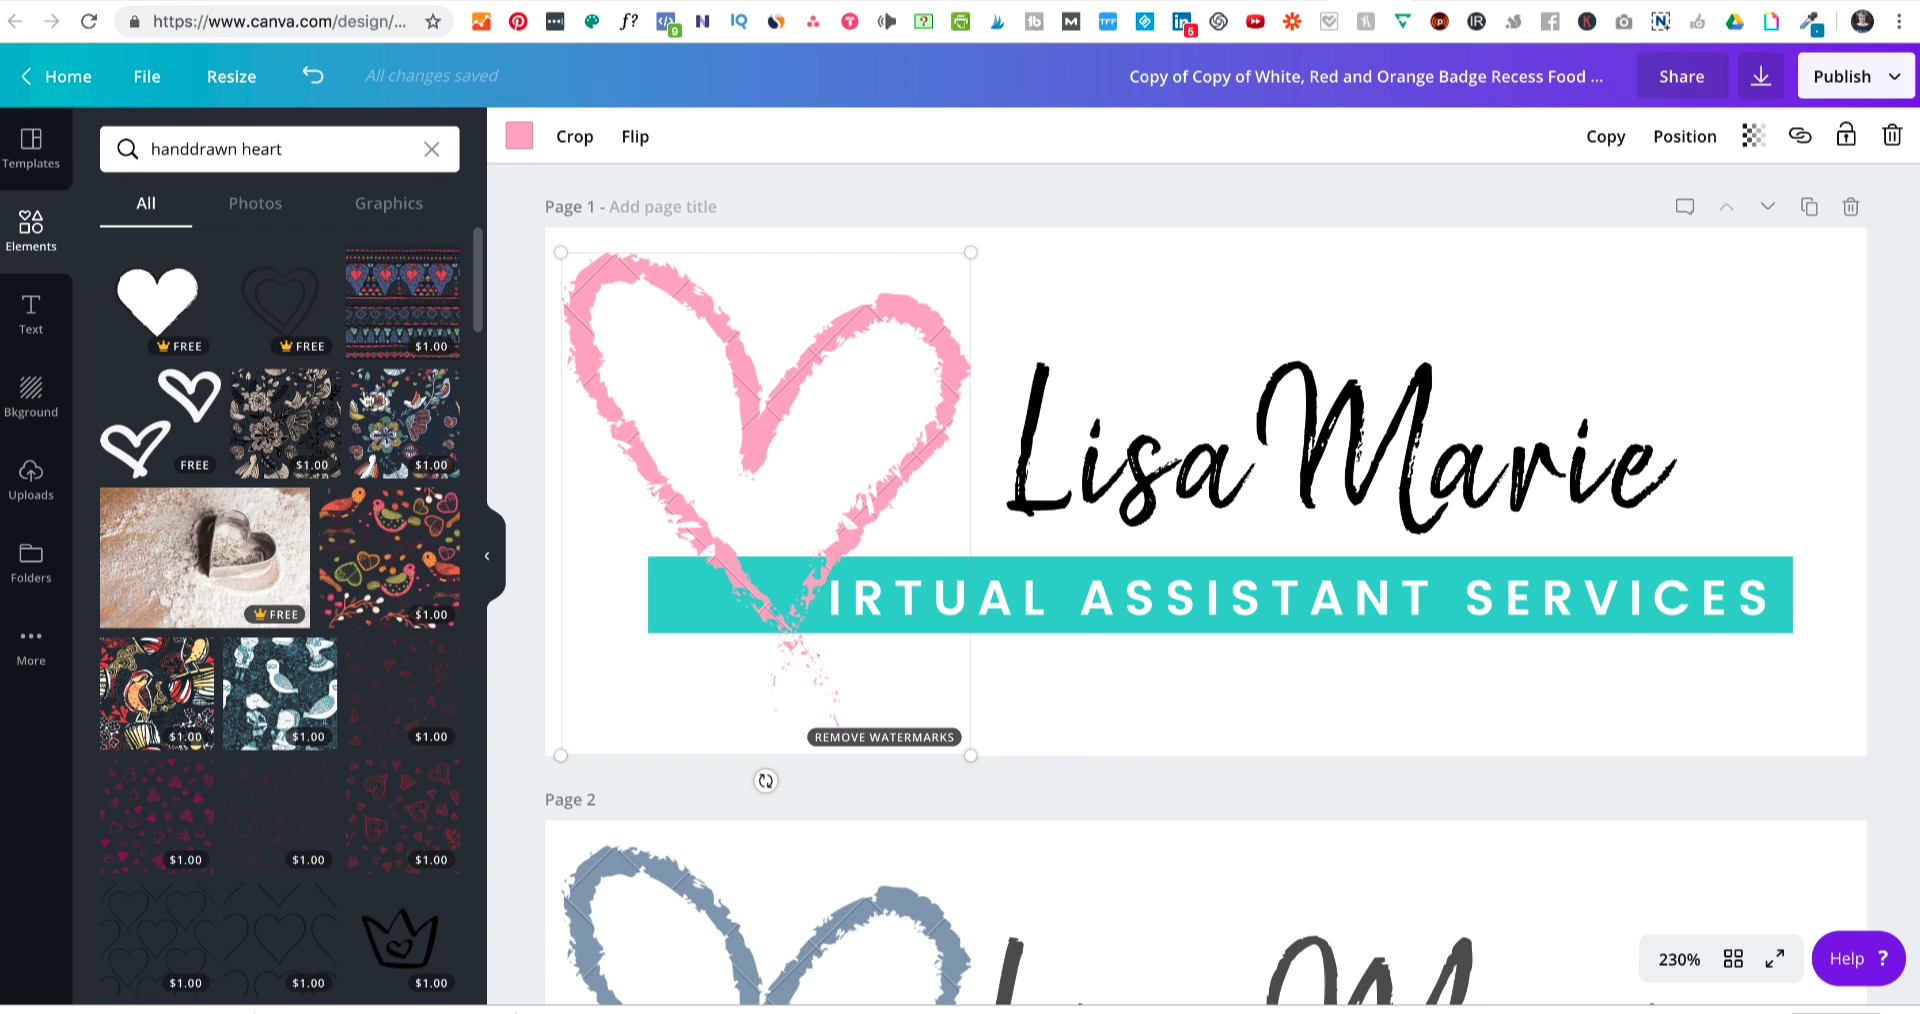 https://www.canva.com/design/...
Home
File
Resize
All changes saved
Copy of Copy of White, Red and Orange Badge Recess Food ...
Share
Publish
Templates
Elements
Text
Bkground
Uploads
Folders
More
handdrawn heart
All
Photos
Graphics
FREE
FREE
$1.00
FREE
$1.00
$1.00
FREE
$1.00
$1.00
$1.00
$1.00
$1.00
$1.00
$1.00
$1.00
$1.00
$1.00
Crop
Flip
Copy
Position
Page 1 - Add page title
Lisa Marie
IRTUAL ASSISTANT SERVICES
REMOVE WATERMARKS
Page 2
230%
Help ?